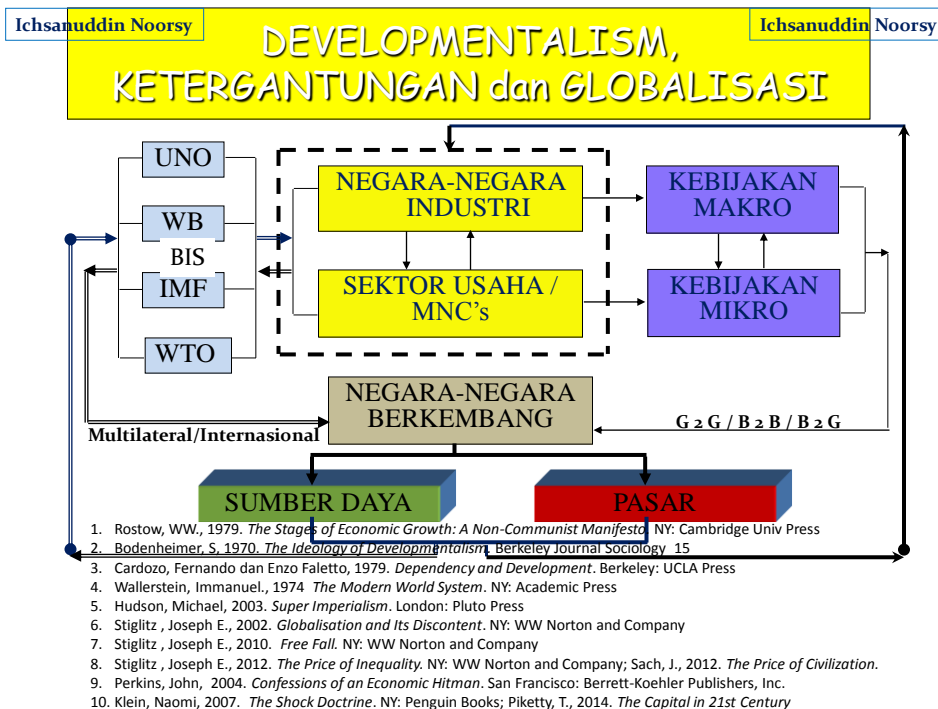 Ichsanuddin Noorsy
Ichsanuddin Noorsy
DEVELOPMENTALISM,
KETERGANTUNGAN dan GLOBALISASI
UNO
WB
BIS
IMF
WTO
NEGARA-NEGARA
INDUSTRI
SEKTOR USAHA /
MNC's
KEBIJAKAN
MAKRO
KEBIJAKAN
MIKRO
NEGARA-NEGARA
BERKEMBANG
Multilateral/Internasional
G 2 G / B 2 B / B 2 G
SUMBER DAYA
PASAR
1. Rostow, WW., 1979. The Stages of Economic Growth: A Non-Communist Manifesto. NY: Cambridge Univ Press
2. Bodenheimer, S, 1970. The Ideology of Developmentalism. Berkeley Journal Sociology 15
3. Cardozo, Fernando dan Enzo Faletto, 1979. Dependency and Development. Berkeley: UCLA Press
4. Wallerstein, Immanuel., 1974 The Modern World System. NY: Academic Press
5. Hudson, Michael, 2003. Super Imperialism. London: Pluto Press
6. Stiglitz , Joseph E., 2002. Globalisation and Its Discontent. NY: WW Norton and Company
7. Stiglitz , Joseph E., 2010. Free Fall. NY: WW Norton and Company
8. Stiglitz , Joseph E., 2012. The Price of Inequality. NY: WW Norton and Company; Sach, J., 2012. The Price of Civilization.
9. Perkins, John, 2004. Confessions of an Economic Hitman. San Francisco: Berrett-Koehler Publishers, Inc.
10. Klein, Naomi, 2007. The Shock Doctrine. NY: Penguin Books; Piketty, T., 2014. The Capital in 21st Century